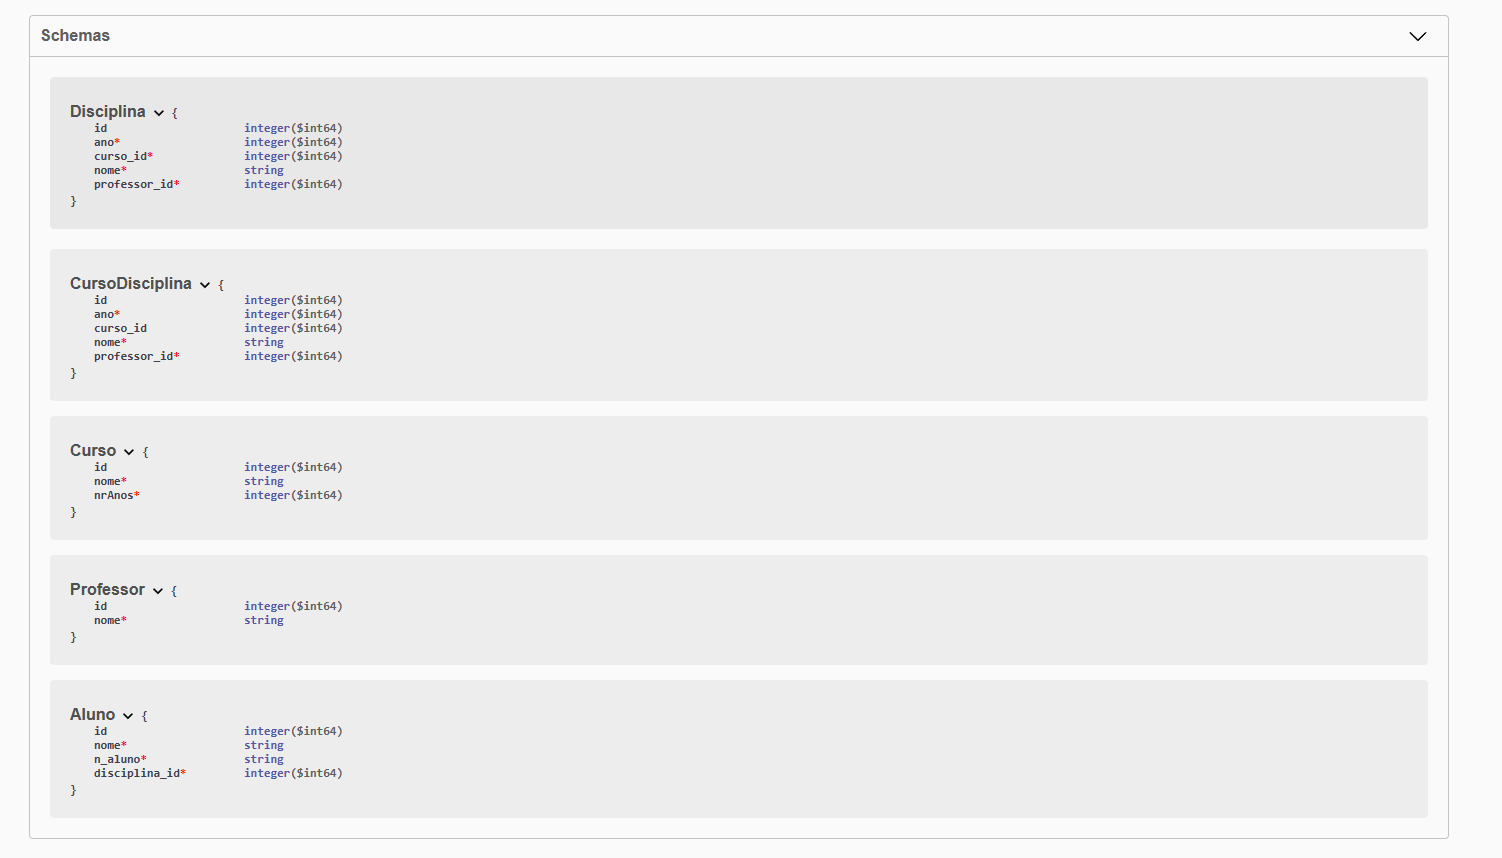 Schemas
Disciplina {
id integer($int64)
ano* integer($int64)
curso_id* integer($int64)
nome* string
professor_id* integer($int64)
}
CursoDisciplina {
id integer($int64)
ano* integer($int64)
curso_id integer($int64)
nome* string
professor_id* integer($int64)
}
Curso {
id integer($int64)
nome* string
nrAnos* integer($int64)
}
Professor {
id integer($int64)
nome* string
}
Aluno {
id integer($int64)
nome* string
n_aluno* string
disciplina_id* integer($int64)
}